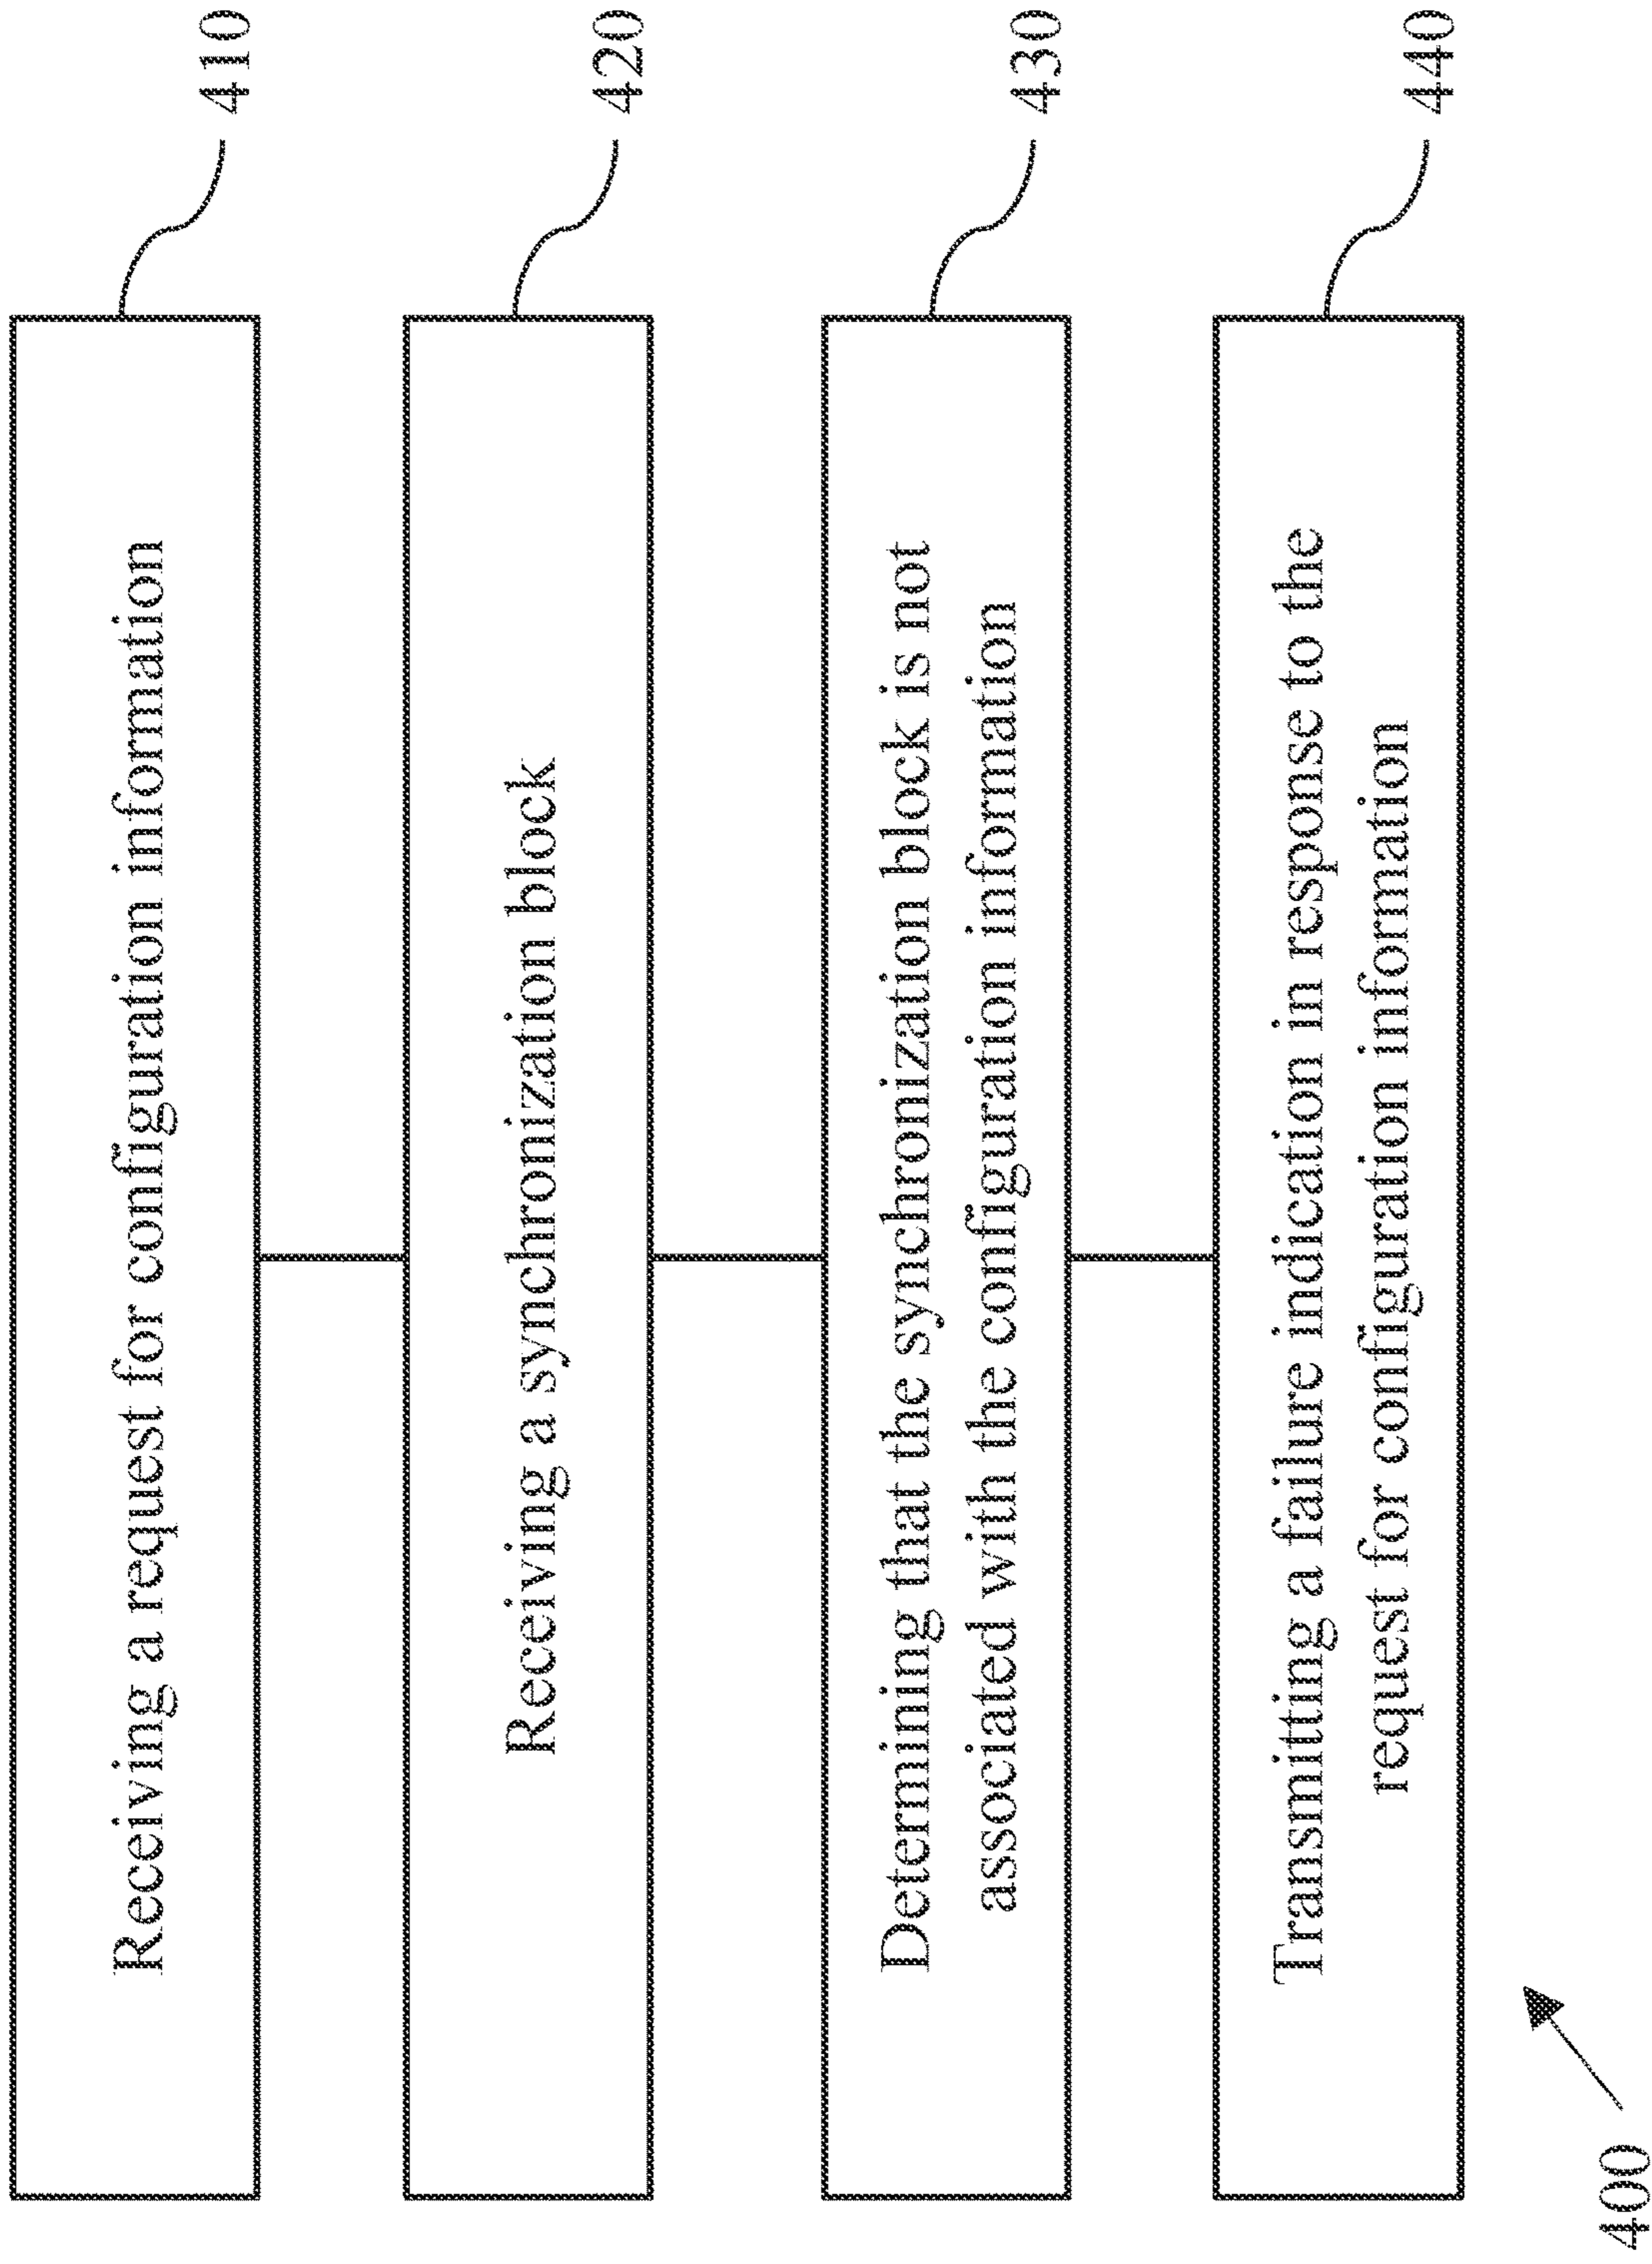 Receiving a request for configuration information
410
Receiving a synchronization block
420
Determining that the synchronization block is not
associated with the configuration information
430
Transmitting a failure indication in response to the
request for configuration information
440
400